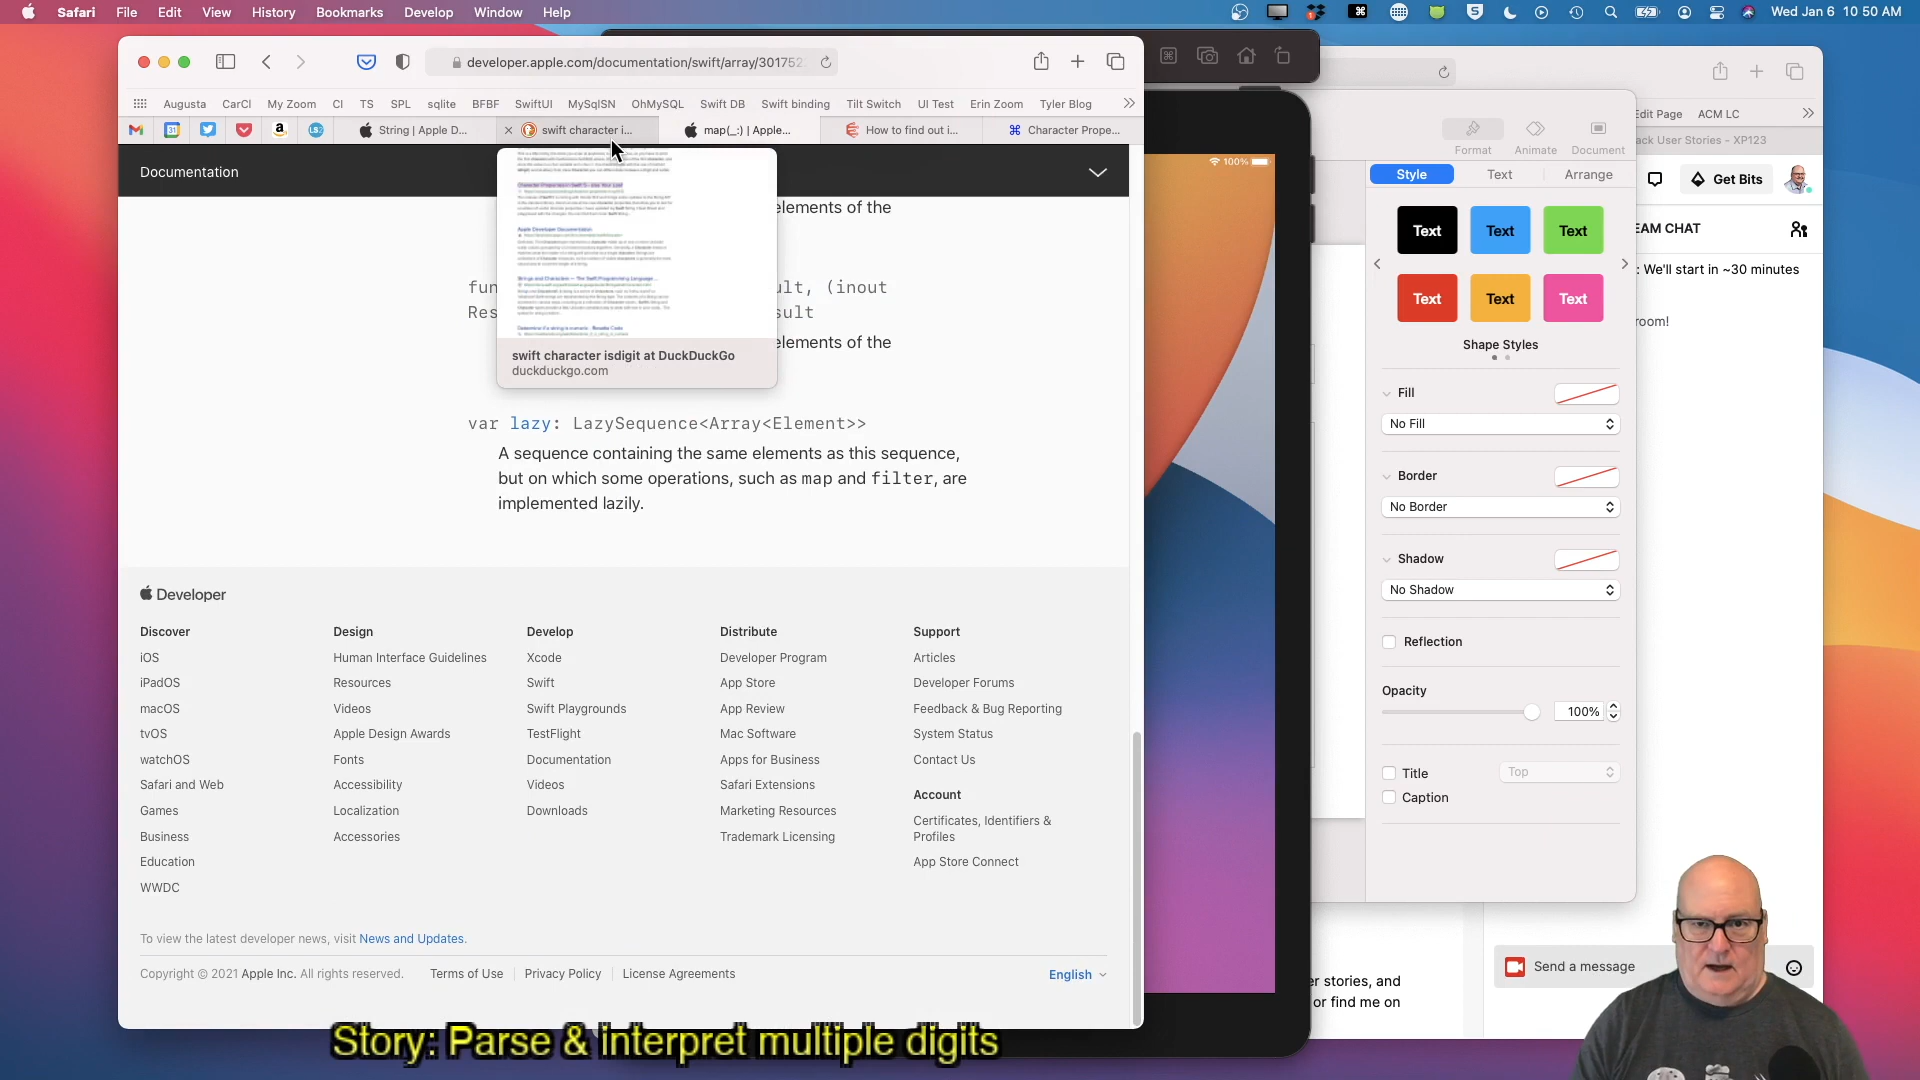 Safari File Edit View History Bookmarks Develop Window Help
Wed Jan 6 10:50 AM
developer.apple.com/documentation/swift/array/301752
Augusta CarCl My Zoom CI TS SPL sqlite BFBF SwiftUI MySqlSN OhMySQL Swift DB Swift binding Tilt Switch UI Test Erin Zoom Tyler Blog
String | Apple D... swift character i... map(_:) | Apple... How to find out i... Character Prope...
Documentation
elements of the
fun ult, (inout
Res sult
elements of the
swift character isdigit at DuckDuckGo
duckduckgo.com
var lazy: LazySequence<Array<Element>>
A sequence containing the same elements as this sequence,
but on which some operations, such as map and filter, are
implemented lazily.
Developer
Discover
iOS
iPadOS
macOS
tvOS
watchOS
Safari and Web
Games
Business
Education
WWDC
Design
Human Interface Guidelines
Resources
Videos
Apple Design Awards
Fonts
Accessibility
Localization
Accessories
Develop
Xcode
Swift
Swift Playgrounds
TestFlight
Documentation
Videos
Downloads
Distribute
Developer Program
App Store
App Review
Mac Software
Apps for Business
Safari Extensions
Marketing Resources
Trademark Licensing
Support
Articles
Developer Forums
Feedback & Bug Reporting
System Status
Contact Us
Account
Certificates, Identifiers &
Profiles
App Store Connect
To view the latest developer news, visit News and Updates.
Copyright © 2021 Apple Inc. All rights reserved. Terms of Use Privacy Policy License Agreements
English
Story: Parse & interpret multiple digits
100%
Format Animate Document
Style Text Arrange
Text Text Text
Text Text Text
Shape Styles
Fill
No Fill
Border
No Border
Shadow
No Shadow
Reflection
Opacity
100%
Title Top
Caption
Edit Page ACM LC
ack User Stories – XP123
Get Bits
EAM CHAT
: We'll start in ~30 minutes
room!
Send a message
er stories, and
or find me on